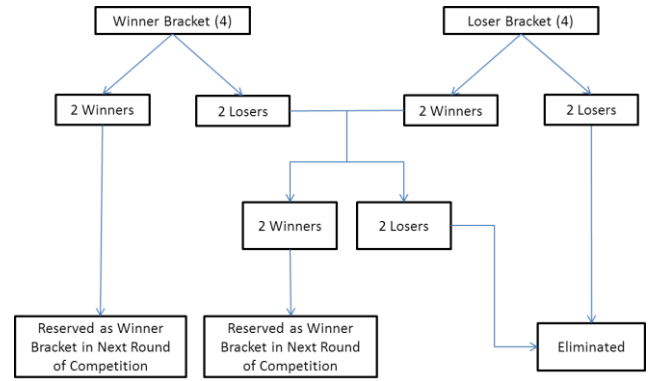 Winner Bracket (4)
Loser Bracket (4)
2 Winners
2 Losers
2 Winners
2 Losers
2 Winners
2 Losers
Reserved as Winner
Bracket in Next Round
of Competition
Reserved as Winner
Bracket in Next Round
of Competition
Eliminated